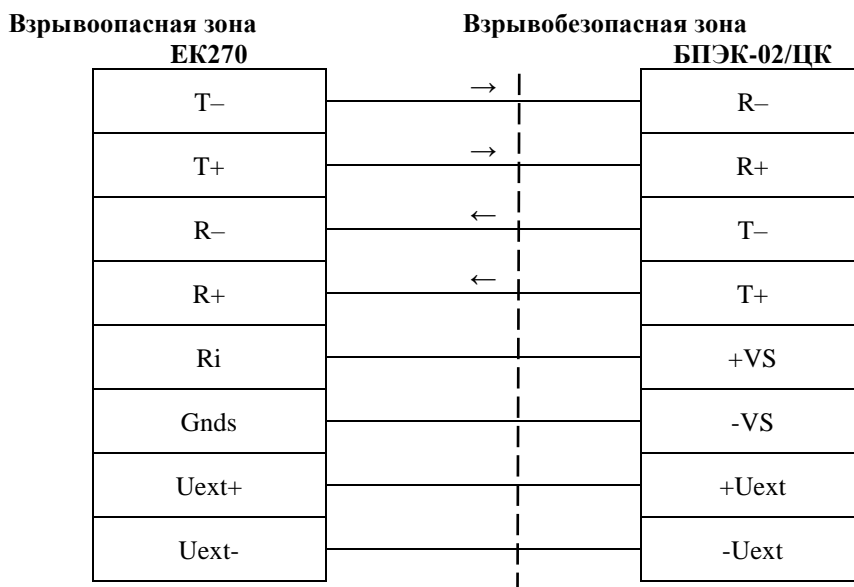 Взрывоопасная зона Взрывобезопасная зона
ЕК270 БПЭК-02/ЦК
T– → R–
T+ → R+
R– ← T–
R+ ← T+
Ri +VS
Gnds -VS
Uext+ +Uext
Uext- -Uext